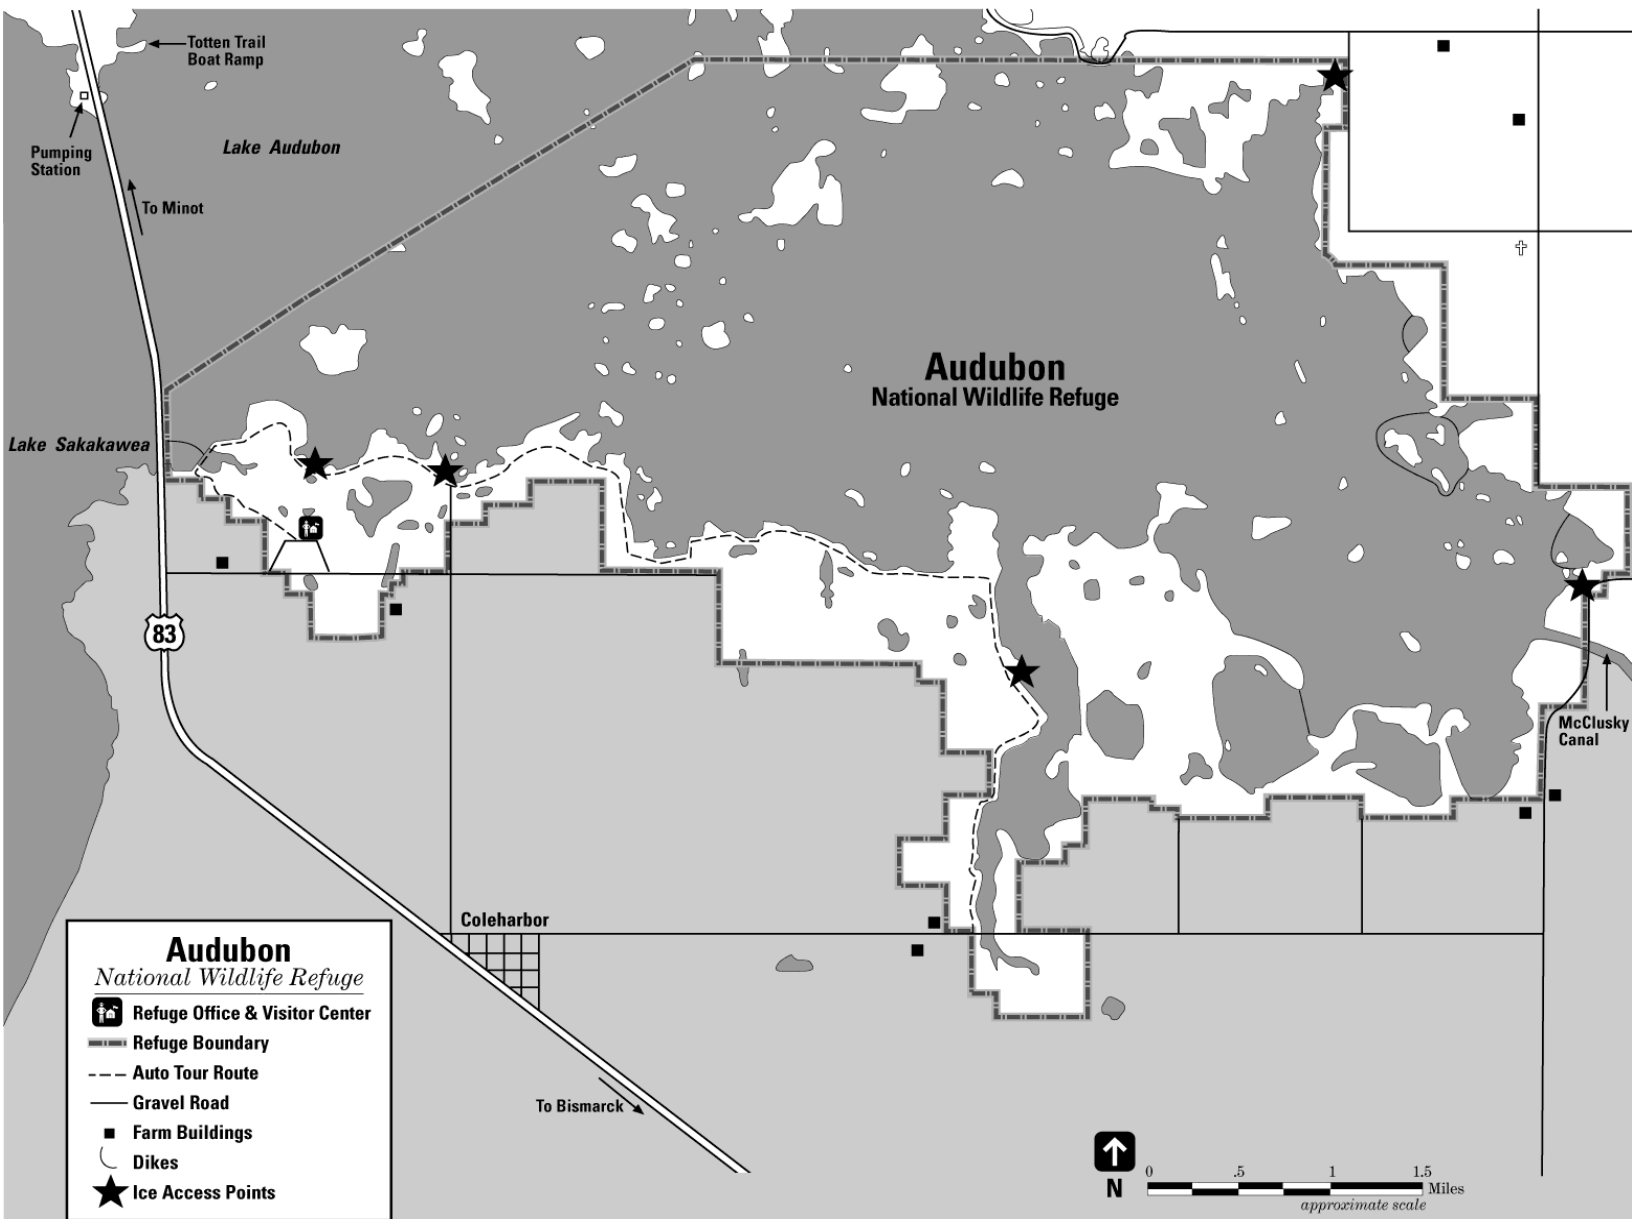 Totten Trail
Boat Ramp
Lake Audubon
Pumping
Station
To Minot
Audubon
National Wildlife Refuge
Lake Sakakawea
83
McClusky
Canal
Coleharbor
To Bismarck
Audubon
National Wildlife Refuge
Refuge Office & Visitor Center
Refuge Boundary
Auto Tour Route
Gravel Road
Farm Buildings
Dikes
Ice Access Points
N
0 .5 1 1.5
Miles
approximate scale